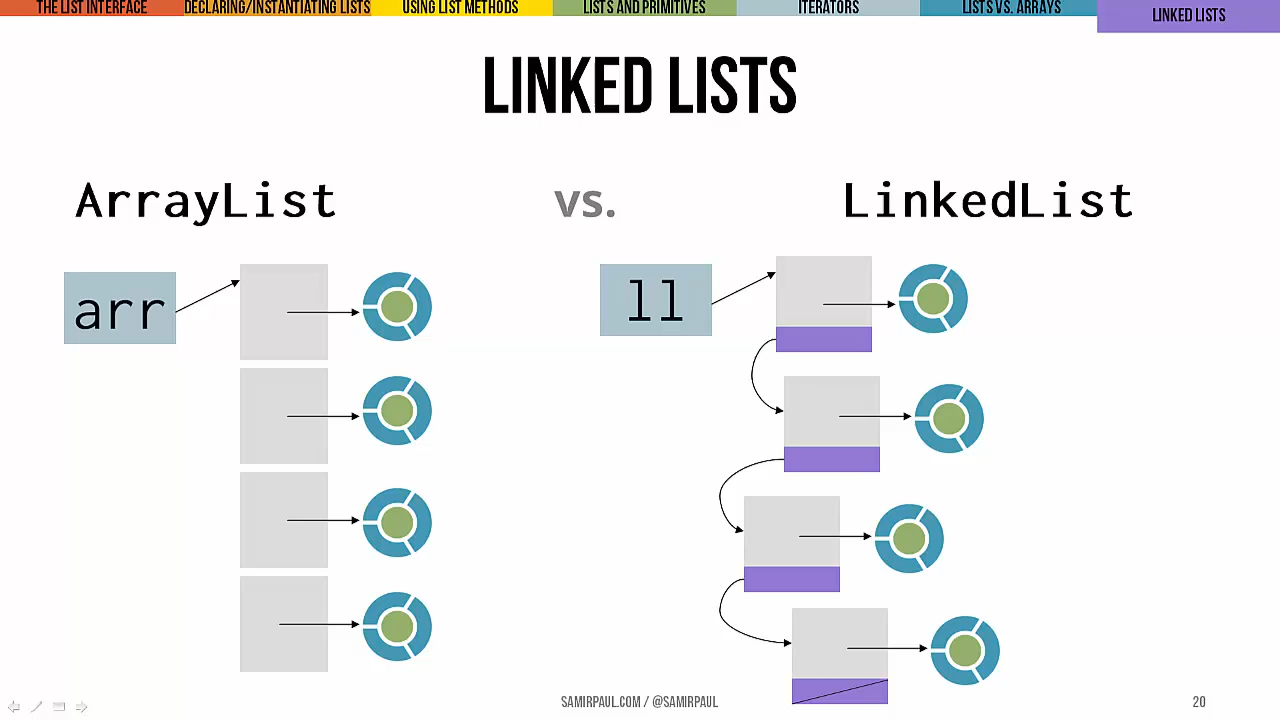 THE LIST INTERFACE
DECLARING/INSTANTIATING LISTS
USING LIST METHODS
LISTS AND PRIMITIVES
ITERATORS
LISTS VS. ARRAYS
LINKED LISTS
LINKED LISTS
ArrayList vs. LinkedList
arr
ll
SAMIRPAUL.COM / @SAMIRPAUL
20